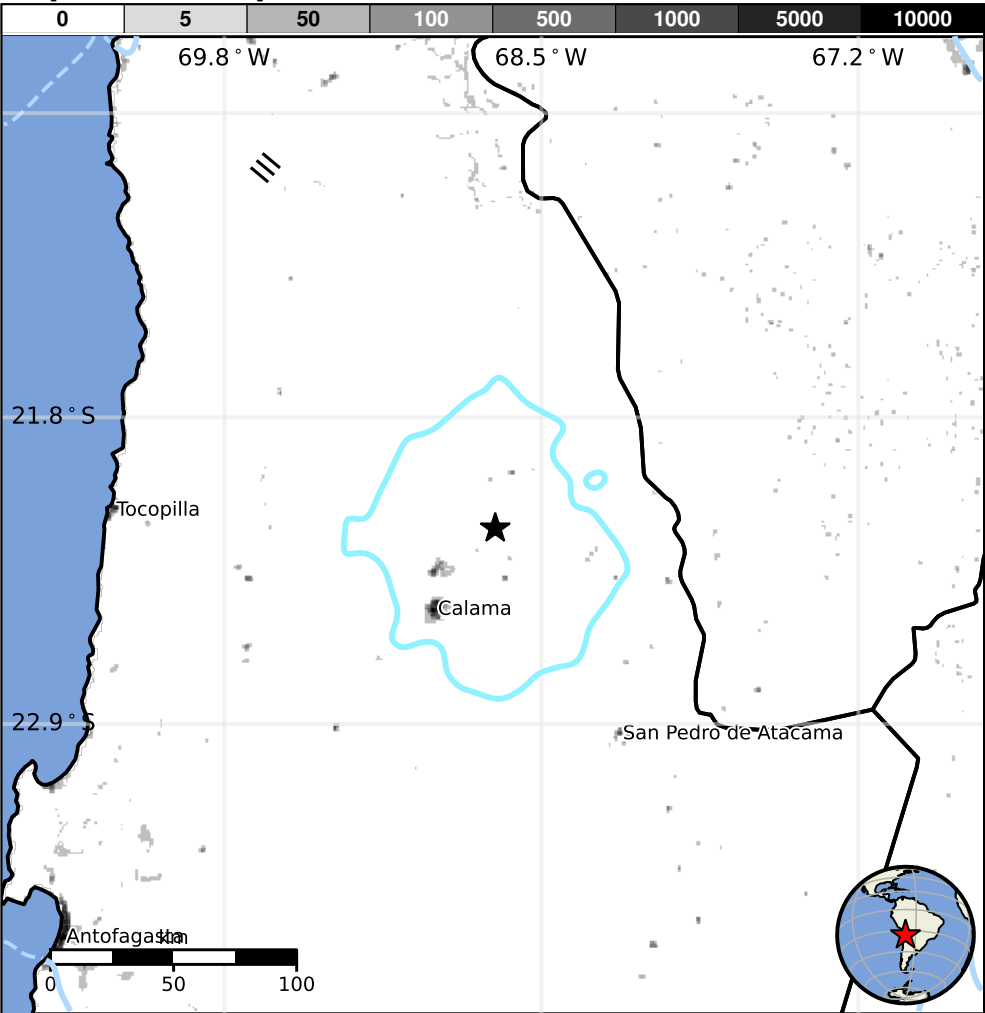 0 5 50 100 500 1000 5000 10000
69.8°W 68.5°W 67.2°W
21.8°S
Tocopilla
Calama
22.9°S
San Pedro de Atacama
Antofagasta
km
0 50 100